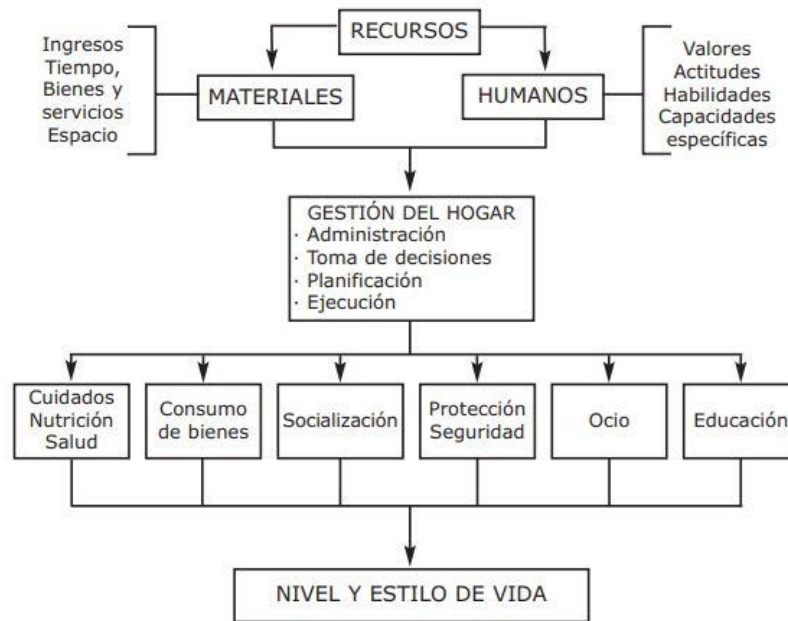 RECURSOS
Ingresos
Tiempo,
Bienes y
servicios
Espacio
MATERIALES
HUMANOS
Valores
Actitudes
Habilidades
Capacidades
específicas
GESTIÓN DEL HOGAR
· Administración
· Toma de decisiones
· Planificación
· Ejecución
Cuidados
Nutrición
Salud
Consumo
de bienes
Socialización
Protección
Seguridad
Ocio
Educación
NIVEL Y ESTILO DE VIDA